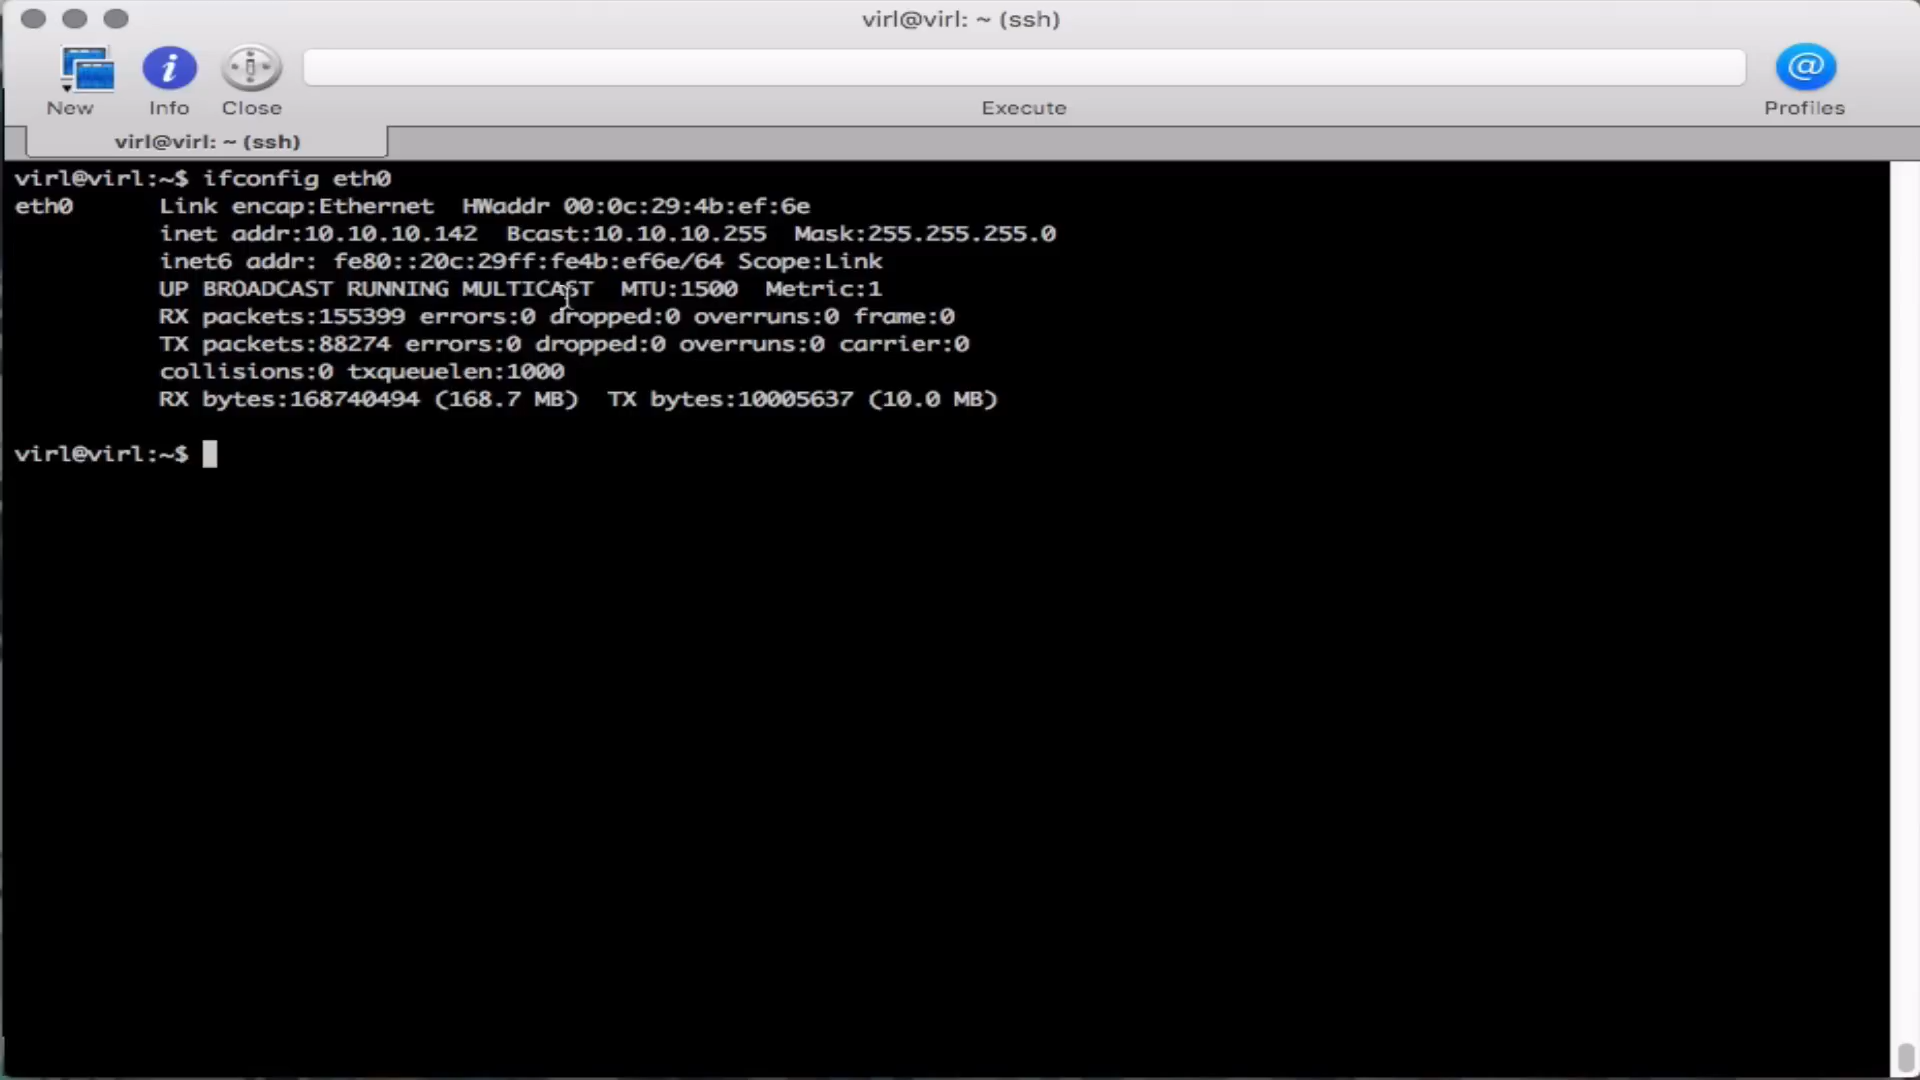 virl@virl: ~ (ssh)
New Info Close Execute Profiles
virl@virl: ~ (ssh)
virl@virl:~$ ifconfig eth0
eth0 Link encap:Ethernet HWaddr 00:0c:29:4b:ef:6e
inet addr:10.10.10.142 Bcast:10.10.10.255 Mask:255.255.255.0
inet6 addr: fe80::20c:29ff:fe4b:ef6e/64 Scope:Link
UP BROADCAST RUNNING MULTICAST MTU:1500 Metric:1
RX packets:155399 errors:0 dropped:0 overruns:0 frame:0
TX packets:88274 errors:0 dropped:0 overruns:0 carrier:0
collisions:0 txqueuelen:1000
RX bytes:168740494 (168.7 MB) TX bytes:10005637 (10.0 MB)
virl@virl:~$